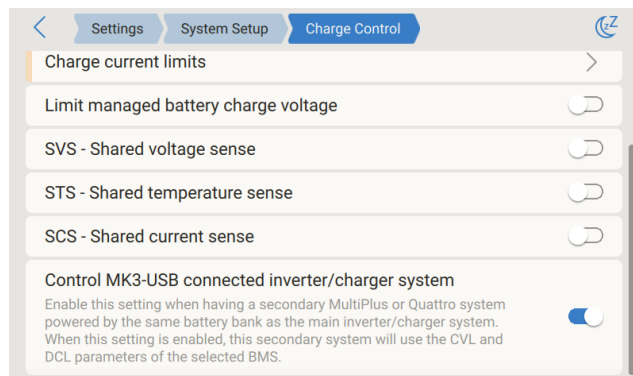 Settings
System Setup
Charge Control
zZ
Charge current limits
Limit managed battery charge voltage
SVS - Shared voltage sense
STS - Shared temperature sense
SCS - Shared current sense
Control MK3-USB connected inverter/charger system
Enable this setting when having a secondary MultiPlus or Quattro system
powered by the same battery bank as the main inverter/charger system.
When this setting is enabled, this secondary system will use the CVL and
DCL parameters of the selected BMS.